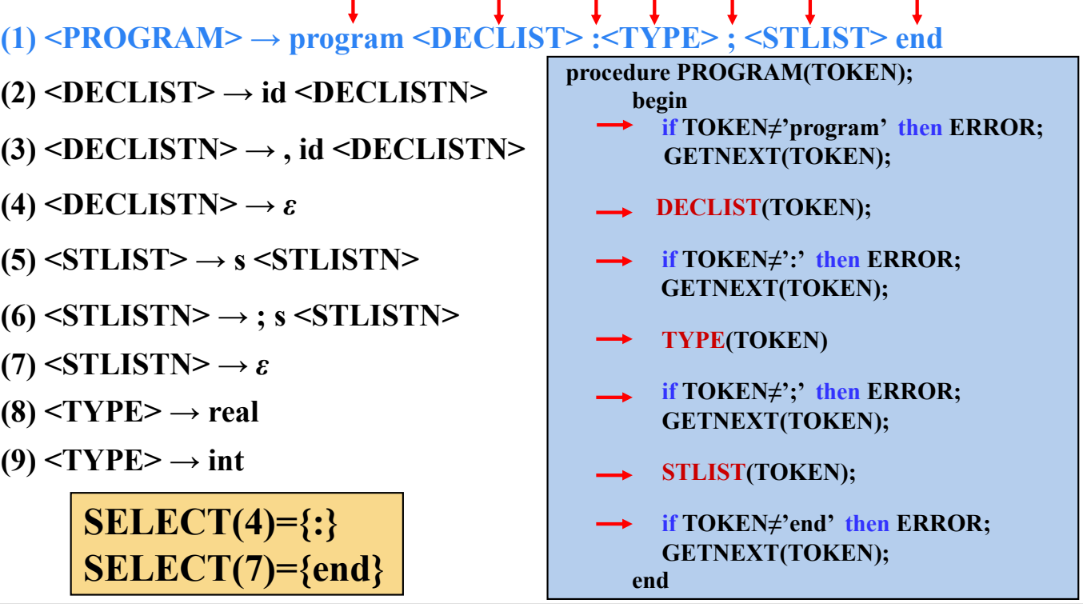 (1) <PROGRAM> → program <DECLIST> :<TYPE> ; <STLIST> end
(2) <DECLIST> → id <DECLISTN>
(3) <DECLISTN> → , id <DECLISTN>
(4) <DECLISTN> → ε
(5) <STLIST> → s <STLISTN>
(6) <STLISTN> → ; s <STLISTN>
(7) <STLISTN> → ε
(8) <TYPE> → real
(9) <TYPE> → int
SELECT(4)={:}
SELECT(7)={end}
procedure PROGRAM(TOKEN);
begin
if TOKEN≠’program’ then ERROR;
GETNEXT(TOKEN);
DECLIST(TOKEN);
if TOKEN≠’:’ then ERROR;
GETNEXT(TOKEN);
TYPE(TOKEN)
if TOKEN≠’;’ then ERROR;
GETNEXT(TOKEN);
STLIST(TOKEN);
if TOKEN≠’end’ then ERROR;
GETNEXT(TOKEN);
end